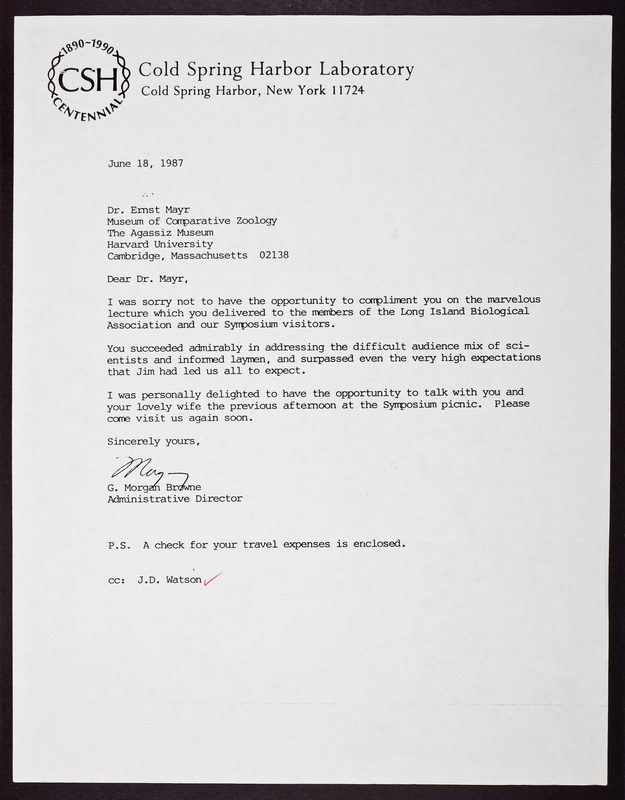 1890-1990
CSH
CENTENNIAL
Cold Spring Harbor Laboratory
Cold Spring Harbor, New York 11724
June 18, 1987
Dr. Ernst Mayr
Museum of Comparative Zoology
The Agassiz Museum
Harvard University
Cambridge, Massachusetts 02138
Dear Dr. Mayr,
I was sorry not to have the opportunity to compliment you on the marvelous
lecture which you delivered to the members of the Long Island Biological
Association and our Symposium visitors.
You succeeded admirably in addressing the difficult audience mix of sci-
entists and informed laymen, and surpassed even the very high expectations
that Jim had led us all to expect.
I was personally delighted to have the opportunity to talk with you and
your lovely wife the previous afternoon at the Symposium picnic. Please
come visit us again soon.
Sincerely yours,
G. Morgan Browne
Administrative Director
P.S. A check for your travel expenses is enclosed.
cc: J.D. Watson